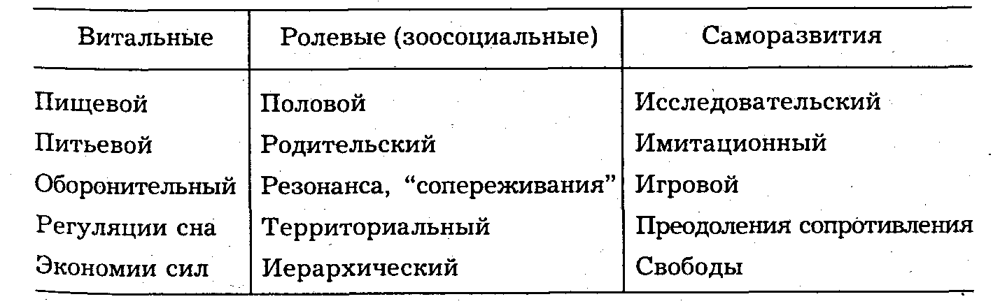 Витальные Ролевые (зоосоциальные) Саморазвития
Пищевой Половой Исследовательский
Питьевой Родительский Имитационный
Оборонительный Резонанса, “сопереживания” Игровой
Регуляции сна Территориальный Преодоления сопротивления
Экономии сил Иерархический Свободы